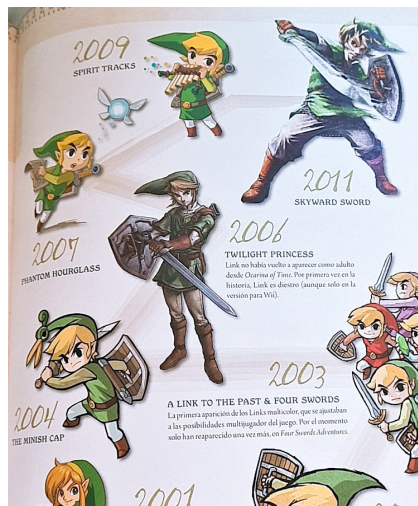 2009
SPIRIT TRACKS
2011
SKYWARD SWORD
2006
TWILIGHT PRINCESS
Link no había vuelto a aparecer como adulto
desde Ocarina of Time. Por primera vez en la
historia, Link es diestro (aunque solo en la
versión para Wii).
2007
PHANTOM HOURGLASS
2003
A LINK TO THE PAST & FOUR SWORDS
La primera aparición de los Links multicolor, que se ajustaban
a las posibilidades multijugador del juego. Por el momento
solo han reaparecido una vez más, en Four Swords Adventures.
2004
THE MINISH CAP
2001